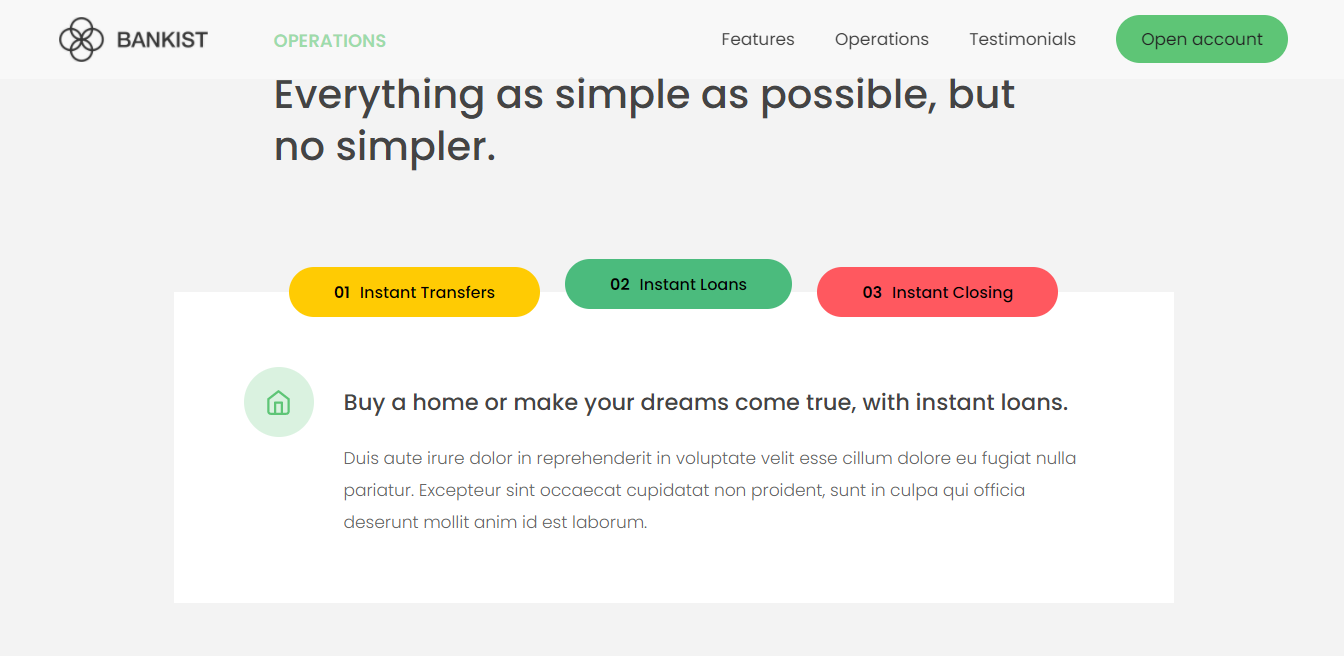 BANKIST
OPERATIONS
Features
Operations
Testimonials
Open account
Everything as simple as possible, but
no simpler.
01 Instant Transfers
02 Instant Loans
03 Instant Closing
Buy a home or make your dreams come true, with instant loans.
Duis aute irure dolor in reprehenderit in voluptate velit esse cillum dolore eu fugiat nulla
pariatur. Excepteur sint occaecat cupidatat non proident, sunt in culpa qui officia
deserunt mollit anim id est laborum.